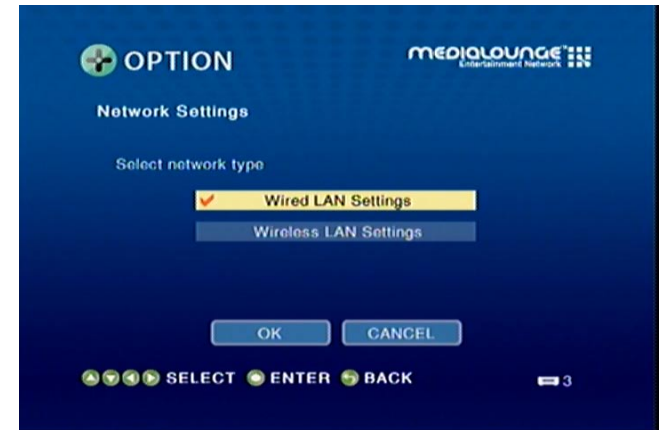 OPTION
MEDIALOUNGE
Entertainment Network
Network Settings
Select network type
Wired LAN Settings
Wireless LAN Settings
OK CANCEL
SELECT ENTER BACK
3